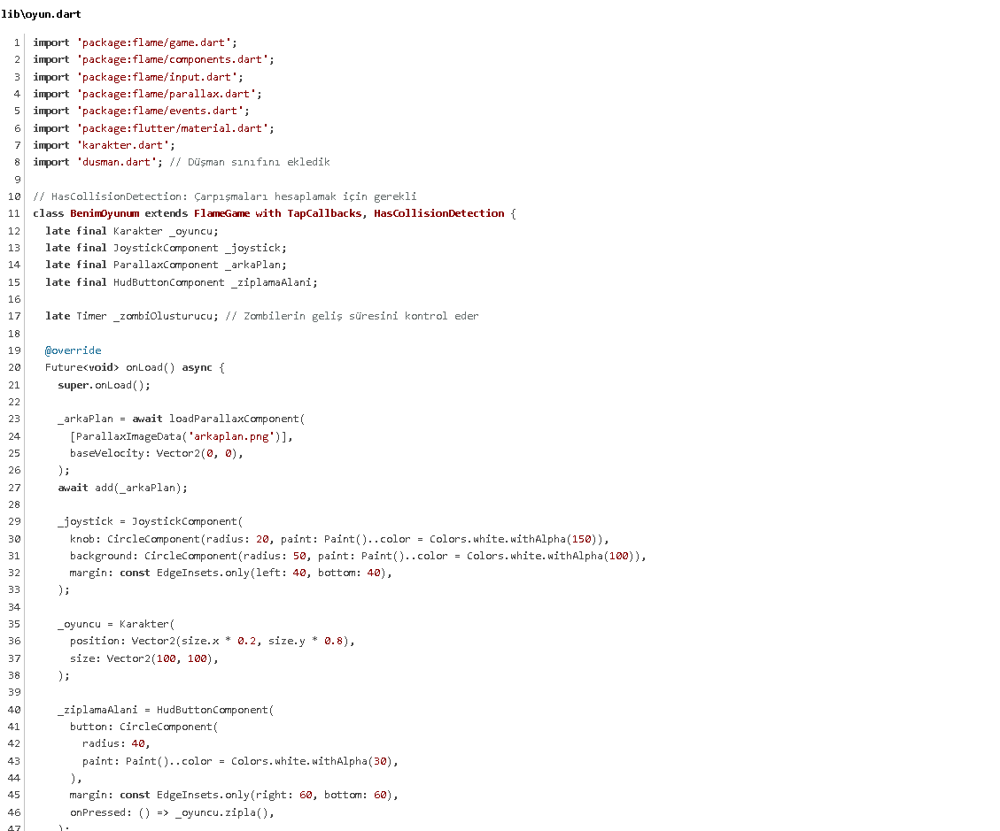 lib\oyun.dart
1 import 'package:flame/game.dart';
2 import 'package:flame/components.dart';
3 import 'package:flame/input.dart';
4 import 'package:flame/parallax.dart';
5 import 'package:flame/events.dart';
6 import 'package:flutter/material.dart';
7 import 'karakter.dart';
8 import 'dusman.dart'; // Düşman sınıfını ekledik
9
10 // HasCollisionDetection: Çarpışmaları hesaplamak için gerekli
11 class BenimOyunum extends FlameGame with TapCallbacks, HasCollisionDetection {
12   late final Karakter _oyuncu;
13   late final JoystickComponent _joystick;
14   late final ParallaxComponent _arkaPlan;
15   late final HudButtonComponent _ziplamaAlani;
16
17   late Timer _zombiOlusturucu; // Zombilerin geliş süresini kontrol eder
18
19   @override
20   Future<void> onLoad() async {
21     super.onLoad();
22
23     _arkaPlan = await loadParallaxComponent(
24       [ParallaxImageData('arkaplan.png')],
25       baseVelocity: Vector2(0, 0),
26     );
27     await add(_arkaPlan);
28
29     _joystick = JoystickComponent(
30       knob: CircleComponent(radius: 20, paint: Paint()..color = Colors.white.withAlpha(150)),
31       background: CircleComponent(radius: 50, paint: Paint()..color = Colors.white.withAlpha(100)),
32       margin: const EdgeInsets.only(left: 40, bottom: 40),
33     );
34
35     _oyuncu = Karakter(
36       position: Vector2(size.x * 0.2, size.y * 0.8),
37       size: Vector2(100, 100),
38     );
39
40     _ziplamaAlani = HudButtonComponent(
41       button: CircleComponent(
42         radius: 40,
43         paint: Paint()..color = Colors.white.withAlpha(30),
44       ),
45       margin: const EdgeInsets.only(right: 60, bottom: 60),
46       onPressed: () => _oyuncu.zipla(),
47     );